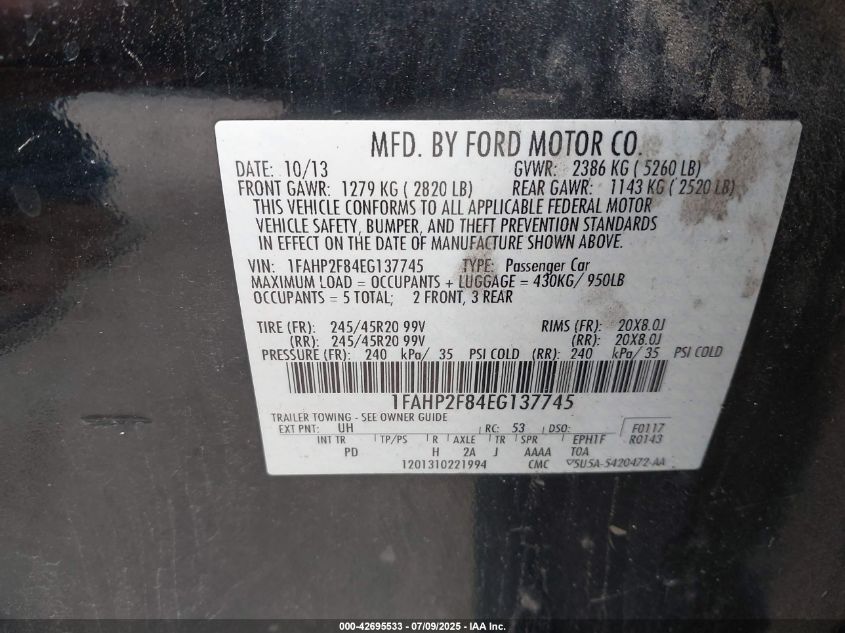 MFD. BY FORD MOTOR CO.
DATE: 10/13 GVWR: 2386 KG ( 5260 LB)
FRONT GAWR: 1279 KG ( 2820 LB) REAR GAWR: 1143 KG ( 2520 LB)
THIS VEHICLE CONFORMS TO ALL APPLICABLE FEDERAL MOTOR
VEHICLE SAFETY, BUMPER, AND THEFT PREVENTION STANDARDS
IN EFFECT ON THE DATE OF MANUFACTURE SHOWN ABOVE.
VIN: 1FAHP2F84EG137745 TYPE: Passenger Car
MAXIMUM LOAD = OCCUPANTS + LUGGAGE = 430KG/ 950LB
OCCUPANTS = 5 TOTAL; 2 FRONT, 3 REAR
TIRE (FR): 245/45R20 99V RIMS (FR): 20X8.0J
(RR): 245/45R20 99V (RR): 20X8.0J
PRESSURE (FR): 240 kPa/ 35 PSI COLD (RR): 240 kPa/ 35 PSI COLD
1FAHP2F84EG137745
TRAILER TOWING - SEE OWNER GUIDE
EXT PNT: UH RC: 53 DSO: F0117
INT TR TP/PS R AXLE TR SPR EPH1F R0143
PD H 2A J AAAA TOA
1201310221994 CMC 5U5A-5420472-AA
000-42695533 / 07/09/2025 - IAA Inc.